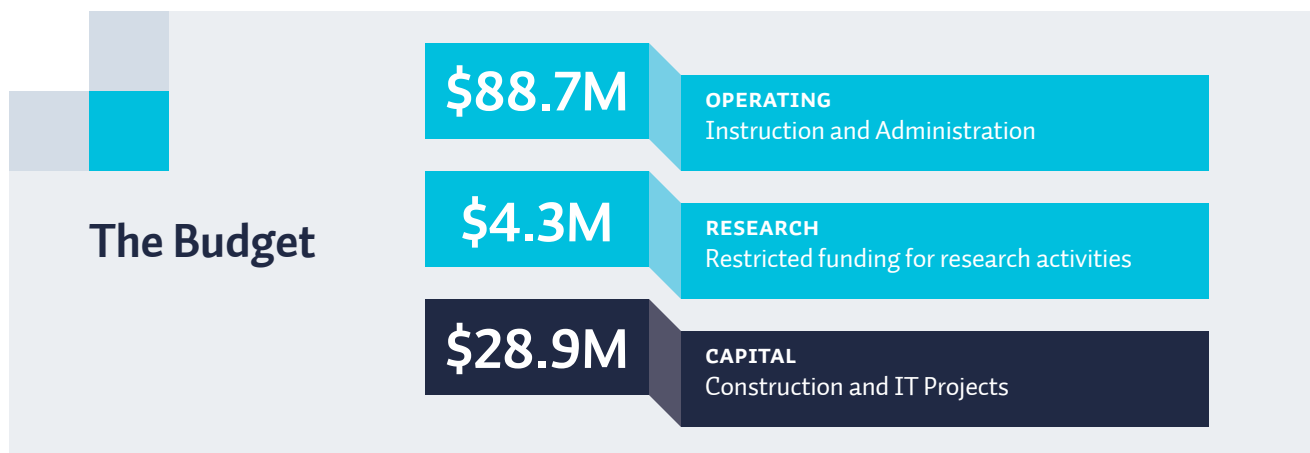 The Budget
$88.7M
OPERATING
Instruction and Administration
$4.3M
RESEARCH
Restricted funding for research activities
$28.9M
CAPITAL
Construction and IT Projects